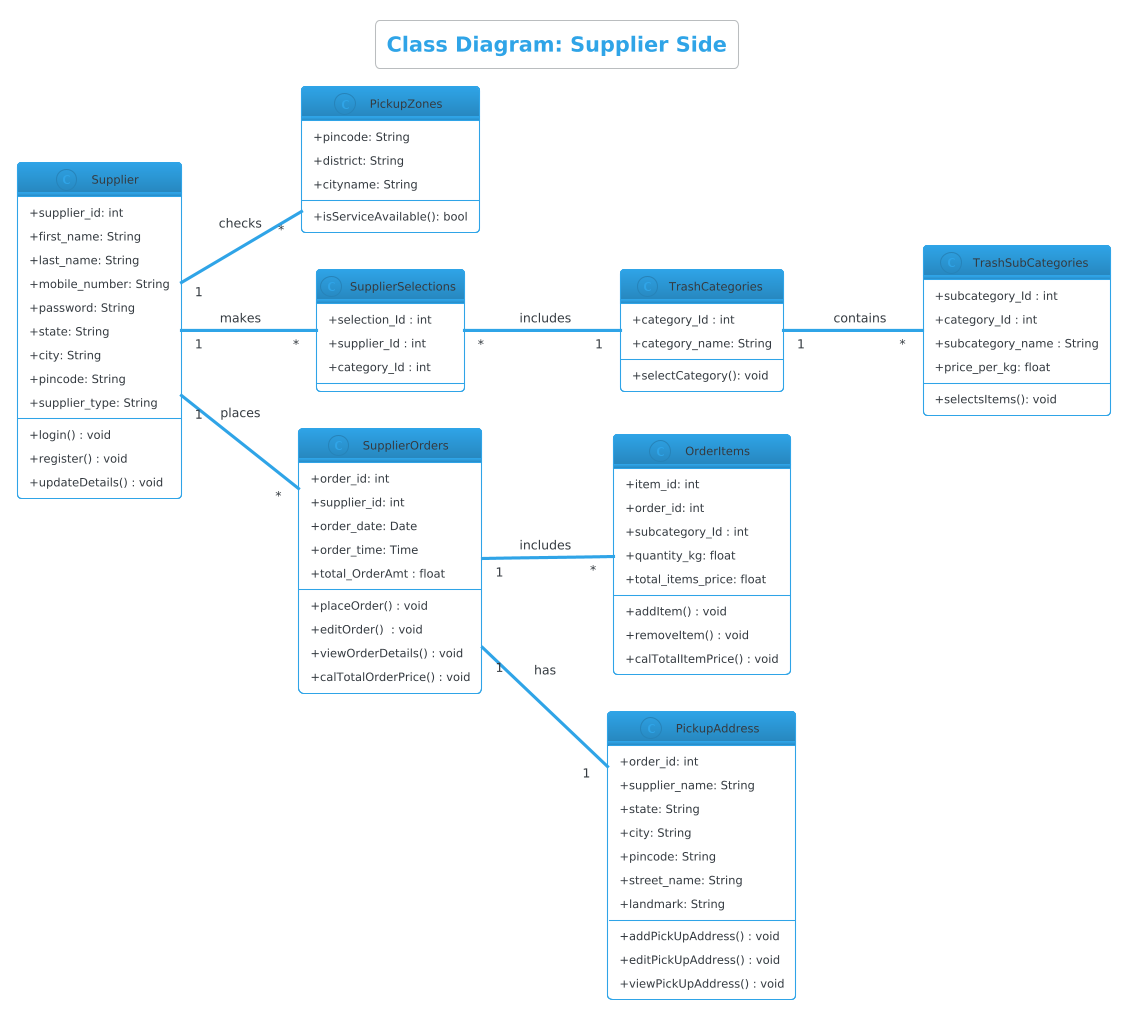 Class Diagram: Supplier Side
C PickupZones
+pincode: String
+district: String
+cityname: String
+isServiceAvailable(): bool
C Supplier
+supplier_id: int
+first_name: String
+last_name: String
+mobile_number: String
+password: String
+state: String
+city: String
+pincode: String
+supplier_type: String
+login() : void
+register() : void
+updateDetails() : void
checks
*
1
makes
1
*
places
1
*
C SupplierSelections
+selection_Id : int
+supplier_Id : int
+category_Id : int
includes
*
1
C TrashCategories
+category_Id : int
+category_name: String
+selectCategory(): void
contains
1
*
C TrashSubCategories
+subcategory_Id : int
+category_Id : int
+subcategory_name : String
+price_per_kg: float
+selectsItems(): void
C SupplierOrders
+order_id: int
+supplier_id: int
+order_date: Date
+order_time: Time
+total_OrderAmt : float
+placeOrder() : void
+editOrder()  : void
+viewOrderDetails() : void
+calTotalOrderPrice() : void
includes
1
*
C OrderItems
+item_id: int
+order_id: int
+subcategory_Id : int
+quantity_kg: float
+total_items_price: float
+addItem() : void
+removeItem() : void
+calTotalItemPrice() : void
has
1
1
C PickupAddress
+order_id: int
+supplier_name: String
+state: String
+city: String
+pincode: String
+street_name: String
+landmark: String
+addPickUpAddress() : void
+editPickUpAddress() : void
+viewPickUpAddress() : void